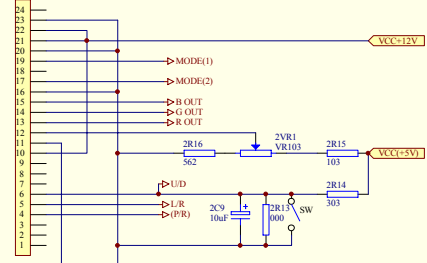 24
23
22
21
VCC+12V
20
19
MODE(1)
18
17
MODE(2)
16
15
B OUT
14
G OUT
13
R OUT
12
11
10
2R16
562
2VR1
VR103
2R15
103
VCC(+5V)
9
8
7
U/D
6
2R14
303
5
L/R
4
(P/R)
2C9
10uF
+
2R13
000
SW
3
2
1